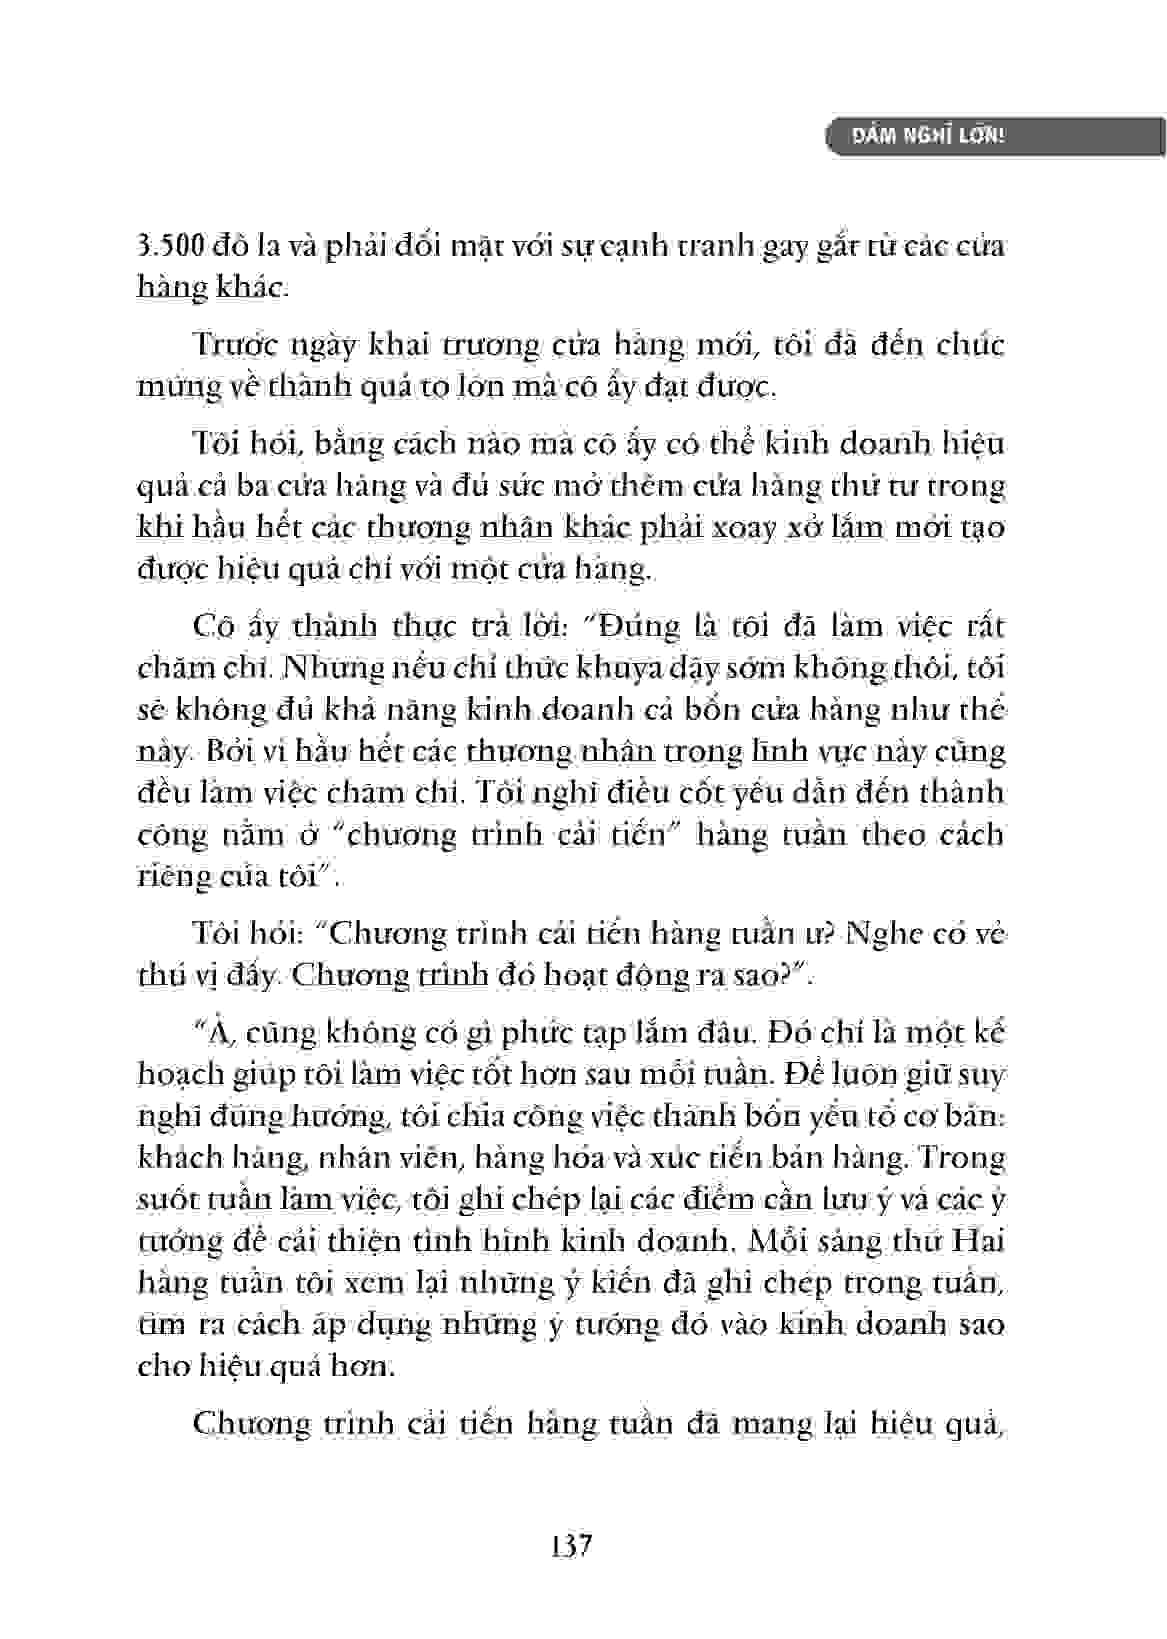 DÁM NGHĨ LỚN!
3.500 đô la và phải đối mặt với sự cạnh tranh gay gắt từ các cửa
hàng khác.
Trước ngày khai trương cửa hàng mới, tôi đã đến chúc
mừng về thành quả to lớn mà cô ấy đạt được.
Tôi hỏi, bằng cách nào mà cô ấy có thể kinh doanh hiệu
quả cả ba cửa hàng và đủ sức mở thêm cửa hàng thứ tư trong
khi hầu hết các thương nhân khác phải xoay xở lắm mới tạo
được hiệu quả chỉ với một cửa hàng.
Cô ấy thành thực trả lời: “Đúng là tôi đã làm việc rất
chăm chỉ. Nhưng nếu chỉ thức khuya dậy sớm không thôi, tôi
sẽ không đủ khả năng kinh doanh cả bốn cửa hàng như thế
này. Bởi vì hầu hết các thương nhân trong lĩnh vực này cũng
đều làm việc chăm chỉ. Tôi nghĩ điều cốt yếu dẫn đến thành
công nằm ở “chương trình cải tiến” hàng tuần theo cách
riêng của tôi”.
Tôi hỏi: “Chương trình cải tiến hàng tuần ư? Nghe có vẻ
thú vị đấy. Chương trình đó hoạt động ra sao?”.
“À, cũng không có gì phức tạp lắm đâu. Đó chỉ là một kế
hoạch giúp tôi làm việc tốt hơn sau mỗi tuần. Để luôn giữ suy
nghĩ đúng hướng, tôi chia công việc thành bốn yếu tố cơ bản:
khách hàng, nhân viên, hàng hóa và xúc tiến bán hàng. Trong
suốt tuần làm việc, tôi ghi chép lại các điểm cần lưu ý và các ý
tưởng để cải thiện tình hình kinh doanh. Mỗi sáng thứ Hai
hàng tuần tôi xem lại những ý kiến đã ghi chép trong tuần,
tìm ra cách áp dụng những ý tưởng đó vào kinh doanh sao
cho hiệu quả hơn.
Chương trình cải tiến hàng tuần đã mang lại hiệu quả,
137